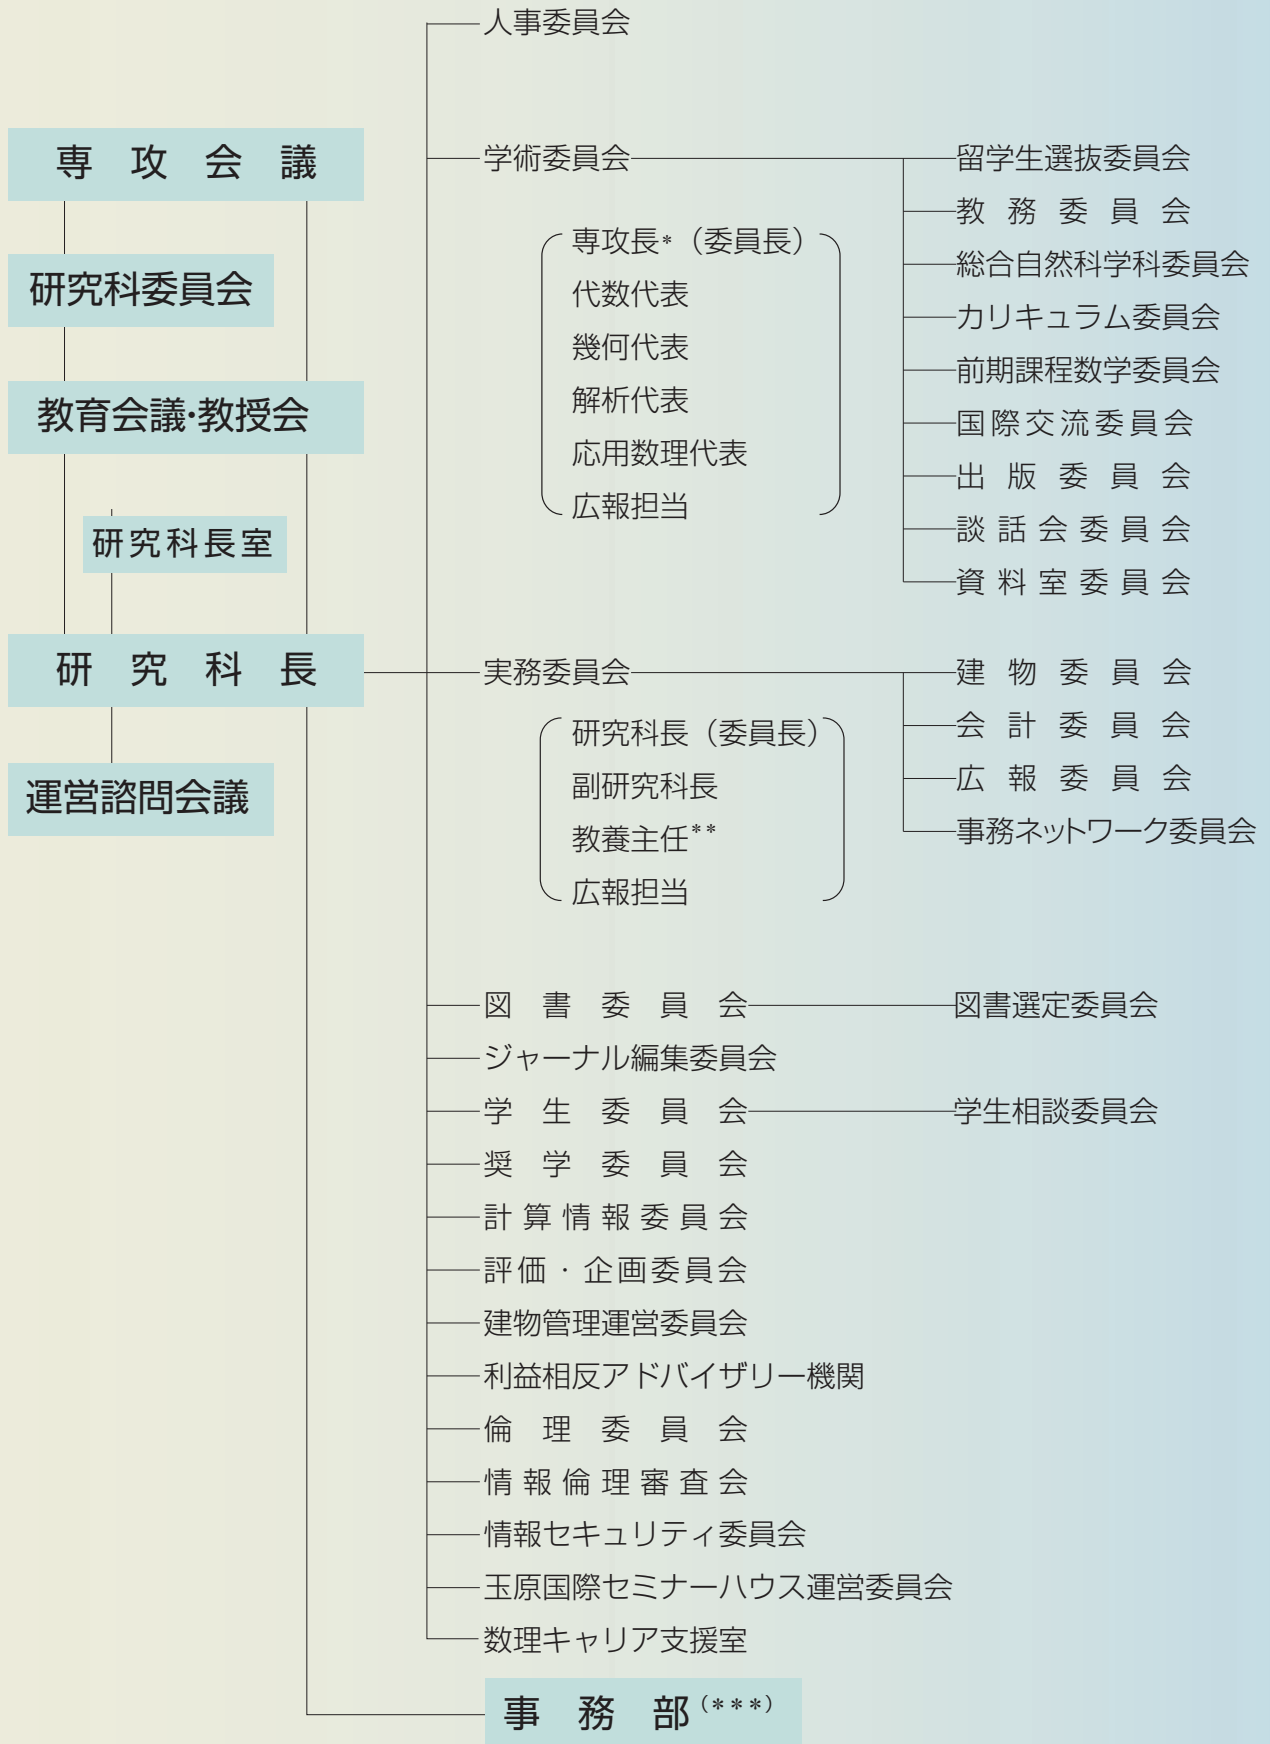 専攻会議
研究科委員会
教育会議・教授会
研究科長室
研究科長
運営諮問会議
人事委員会
学術委員会
専攻長*（委員長）
代数代表
幾何代表
解析代表
応用数理代表
広報担当
留学生選抜委員会
教務委員会
総合自然科学科委員会
カリキュラム委員会
前期課程数学委員会
国際交流委員会
出版委員会
談話会委員会
資料室委員会
実務委員会
研究科長（委員長）
副研究科長
教養主任**
広報担当
建物委員会
会計委員会
広報委員会
事務ネットワーク委員会
図書委員会
図書選定委員会
ジャーナル編集委員会
学生委員会
学生相談委員会
奨学委員会
計算情報委員会
評価・企画委員会
建物管理運営委員会
利益相反アドバイザリー機関
倫理委員会
情報倫理審査会
情報セキュリティ委員会
玉原国際セミナーハウス運営委員会
数理キャリア支援室
事務部(***)